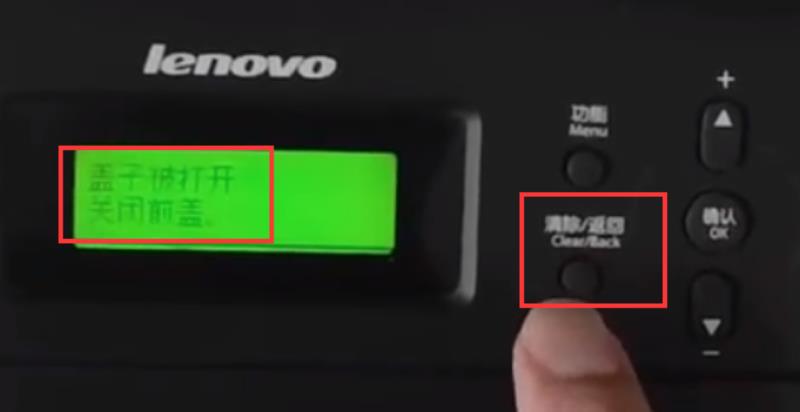 lenovo
盖子被打开
关闭前盖。
功能
Menu
清除/返回
Clear/Back
+
确认
OK
−